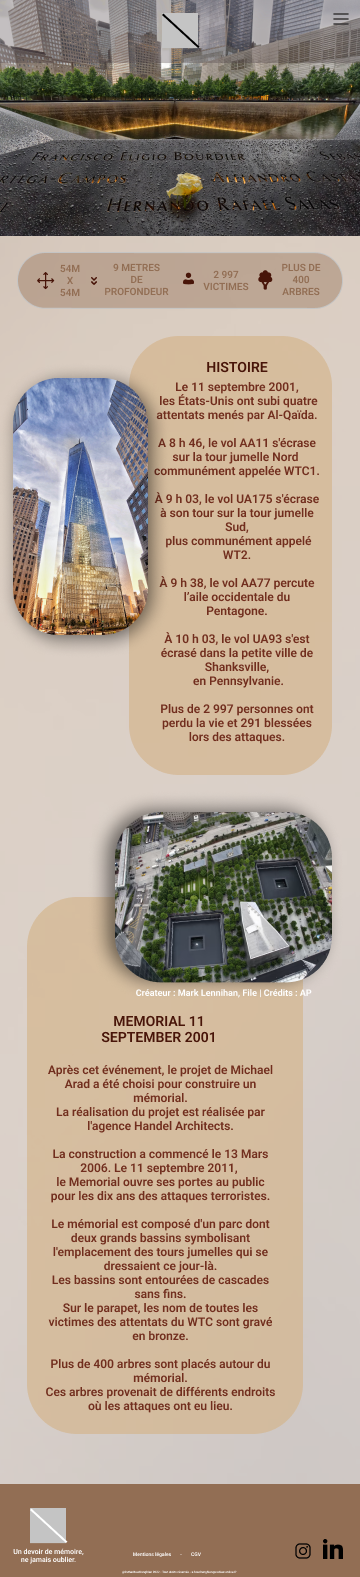 FRANCISCO ELIGIO BOURDIER
HERNANDO RAFAEL SALAS
54M
X
54M
9 METRES
DE
PROFONDEUR
2 997
VICTIMES
PLUS DE
400
ARBRES
HISTOIRE
Le 11 septembre 2001,
les États-Unis ont subi quatre
attentats menés par Al-Qaïda.
A 8 h 46, le vol AA11 s'écrase
sur la tour jumelle Nord
communément appelée WTC1.
À 9 h 03, le vol UA175 s'écrase
à son tour sur la tour jumelle
Sud,
plus communément appelé
WT2.
À 9 h 38, le vol AA77 percute
l'aile occidentale du
Pentagone.
À 10 h 03, le vol UA93 s'est
écrasé dans la petite ville de
Shanksville,
en Pennsylvanie.
Plus de 2 997 personnes ont
perdu la vie et 291 blessées
lors des attaques.
Créateur : Mark Lennihan, File | Crédits : AP
MEMORIAL 11
SEPTEMBER 2001
Après cet événement, le projet de Michael
Arad a été choisi pour construire un
mémorial.
La réalisation du projet est réalisée par
l'agence Handel Architects.
La construction a commencé le 13 Mars
2006. Le 11 septembre 2011,
le Memorial ouvre ses portes au public
pour les dix ans des attaques terroristes.
Le mémorial est composé d'un parc dont
deux grands bassins symbolisant
l'emplacement des tours jumelles qui se
dressaient ce jour-là.
Les bassins sont entourées de cascades
sans fins.
Sur le parapet, les nom de toutes les
victimes des attentats du WTC sont gravé
en bronze.
Plus de 400 arbres sont placés autour du
mémorial.
Ces arbres provenait de différents endroits
où les attaques ont eu lieu.
Un devoir de mémoire,
ne jamais oublier.
Mentions légales - CGV